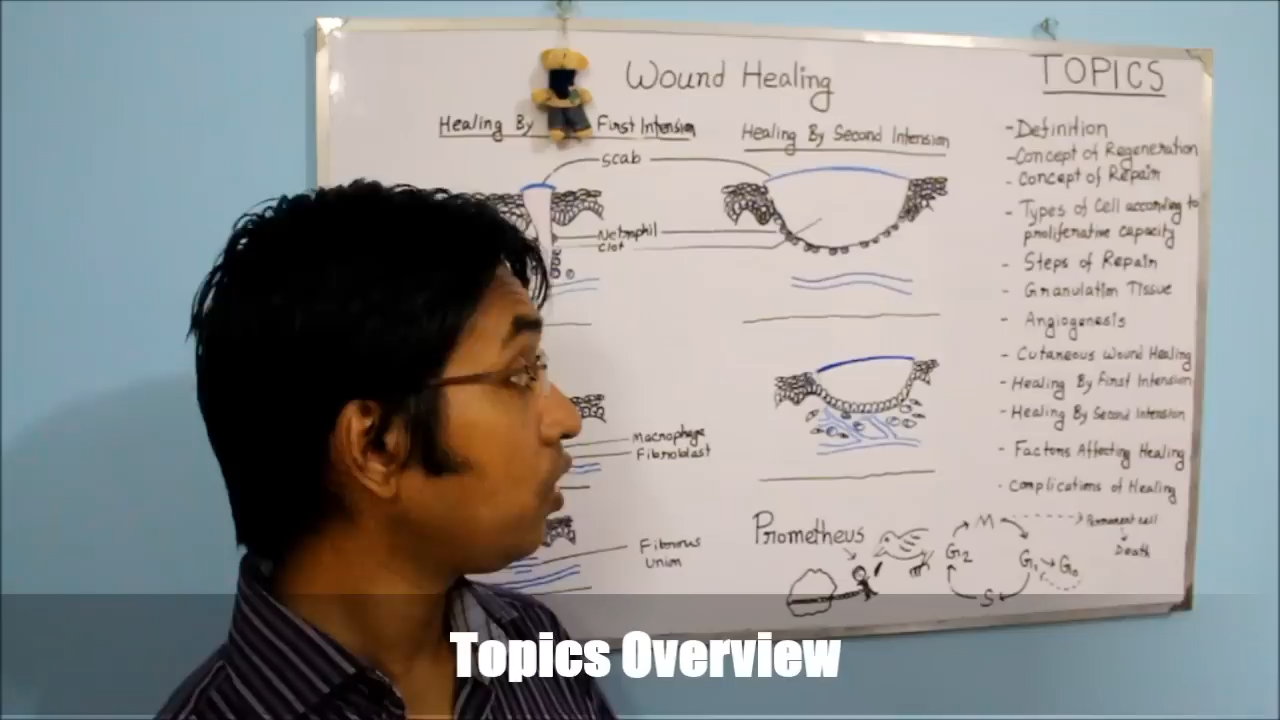 Wound Healing
Healing By First Intension
Healing By Second Intension
Scab
Netrophil
Clot
Macrophage
Fibroblast
Fibrous
Union
Prometheus
M
G2
G1
G0
S
Permanent cell
Death
TOPICS
- Definition
- Concept of Regeneration
- Concept of Repair
- Types of Cell according to
proliferative capacity
- Steps of Repair
- Granulation Tissue
- Angiogenesis
- Cutaneous Wound Healing
- Healing By First Intension
- Healing By Second Intension
- Factors Affecting Healing
- Complications of Healing
Topics Overview